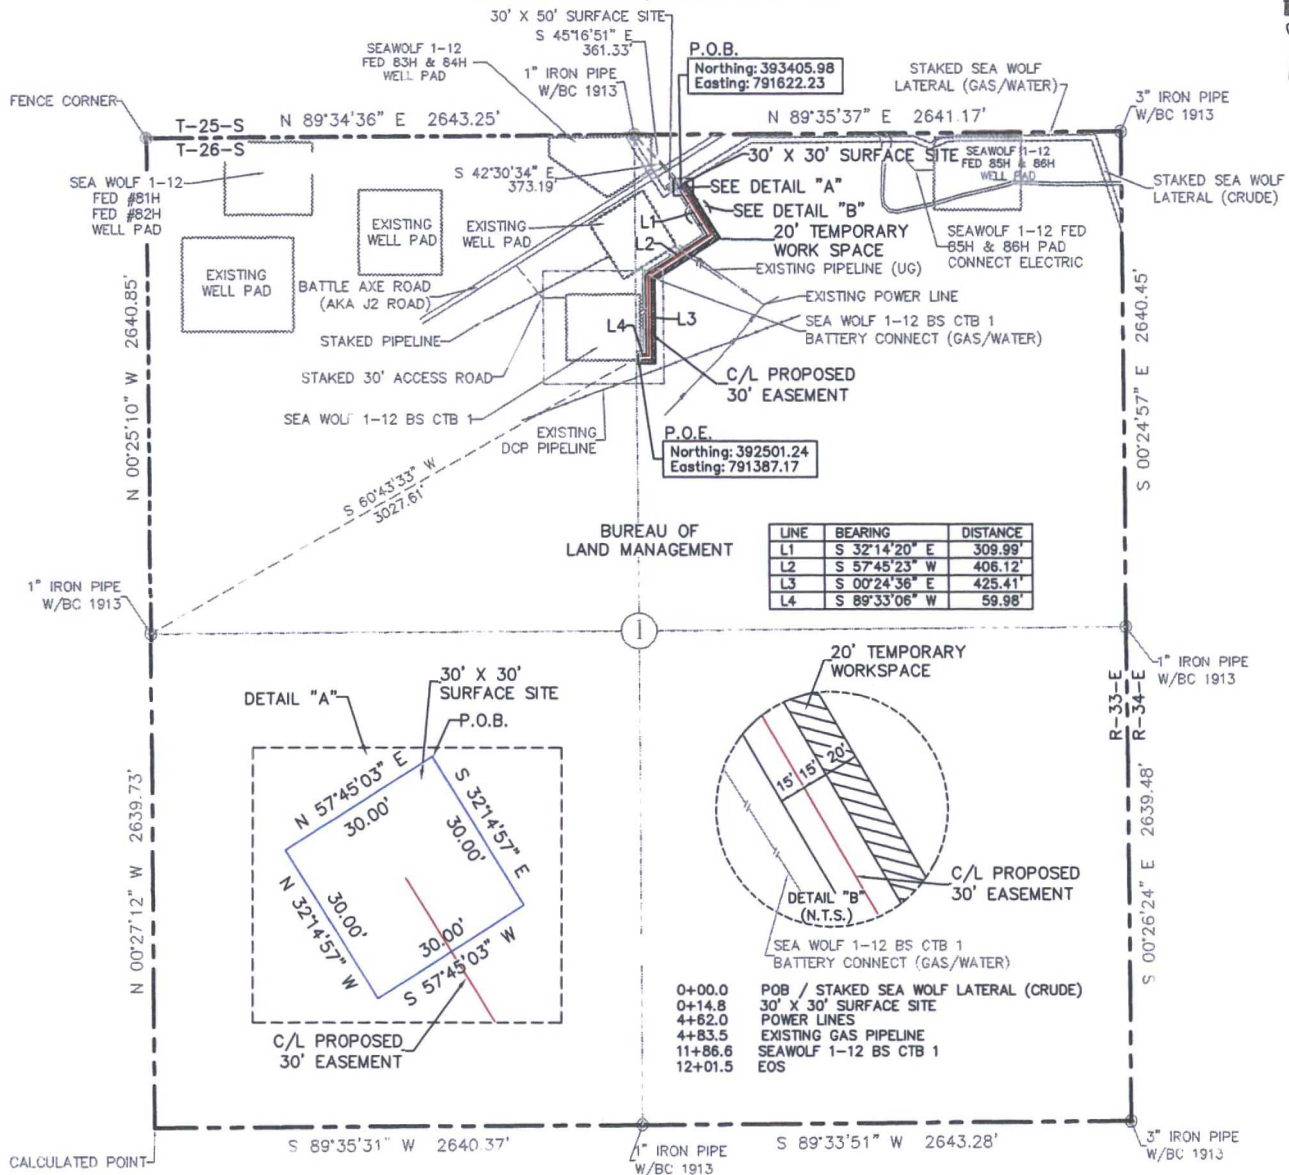 30' X 50' SURFACE SITE
S 45°16'51" E
361.33'
SEAWOLF 1-12
FED 83H & 84H
WELL PAD
1" IRON PIPE
W/BC 1913
P.O.B.
Northing: 393405.98
Easting: 791622.23
STAKED SEA WOLF
LATERAL (GAS/WATER)
3" IRON PIPE
W/BC 1913
FENCE CORNER
T-25-S
T-26-S
N 89°34'36" E 2643.25'
N 89°35'37" E 2641.17'
SEA WOLF 1-12
FED #81H
FED #82H
WELL PAD
S 42°30'34" E
373.19'
30' X 30' SURFACE SITE
SEAWOLF 1-12
FED 85H & 86H
WELL PAD
SEE DETAIL "A"
SEE DETAIL "B"
20' TEMPORARY
WORK SPACE
STAKED SEA WOLF
LATERAL (CRUDE)
EXISTING
WELL PAD
EXISTING
WELL PAD
EXISTING
WELL PAD
L1
L2
L3
L4
SEAWOLF 1-12 FED
85H & 86H PAD
CONNECT ELECTRIC
EXISTING PIPELINE (UG)
EXISTING POWER LINE
BATTLE AXE ROAD
(AKA J2 ROAD)
SEA WOLF 1-12 BS CTB 1
BATTERY CONNECT (GAS/WATER)
STAKED PIPELINE
STAKED 30' ACCESS ROAD
C/L PROPOSED
30' EASEMENT
SEA WOLF 1-12 BS CTB 1
EXISTING
DCP PIPELINE
P.O.E.
Northing: 392501.24
Easting: 791387.17
N 00°25'10" W 2640.85'
S 00°24'57" E 2640.45'
S 60°43'33" W
3027.61'
BUREAU OF
LAND MANAGEMENT
LINE BEARING DISTANCE
L1 S 32°14'20" E 309.99'
L2 S 57°45'23" W 406.12'
L3 S 00°24'36" E 425.41'
L4 S 89°33'06" W 59.98'
1" IRON PIPE
W/BC 1913
1
1" IRON PIPE
W/BC 1913
R-33-E
R-34-E
DETAIL "A"
30' X 30'
SURFACE SITE
P.O.B.
N 57°45'03" E
30.00'
S 32°14'57" E
30.00'
N 32°14'57" W
30.00'
30.00'
S 57°45'03" W
C/L PROPOSED
30' EASEMENT
20' TEMPORARY
WORKSPACE
15' 15' 20'
C/L PROPOSED
30' EASEMENT
DETAIL "B"
(N.T.S.)
SEA WOLF 1-12 BS CTB 1
BATTERY CONNECT (GAS/WATER)
N 00°27'12" W 2639.73'
S 00°26'24" E 2639.48'
0+00.0 POB / STAKED SEA WOLF LATERAL (CRUDE)
0+14.8 30' X 30' SURFACE SITE
4+62.0 POWER LINES
4+83.5 EXISTING GAS PIPELINE
11+86.6 SEAWOLF 1-12 BS CTB 1
12+01.5 EOS
S 89°35'31" W 2640.37'
S 89°33'51" W 2643.28'
CALCULATED POINT
1" IRON PIPE
W/BC 1913
3" IRON PIPE
W/BC 1913